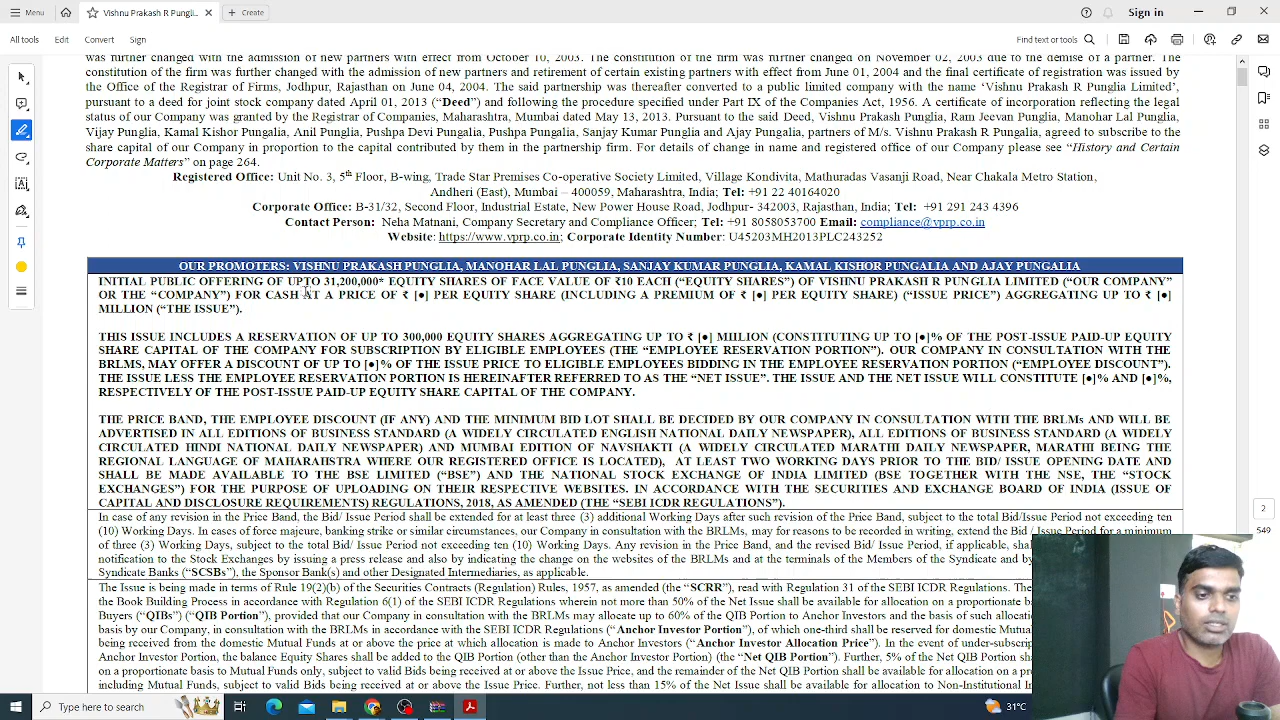 Menu
Vishnu Prakash R Pungli...
Create
Sign in
All tools
Edit
Convert
Sign
Find text or tools
was further changed with the admission of new partners with effect from October 10, 2003. The constitution of the firm was further changed on November 02, 2003 due to the demise of a partner. The
constitution of the firm was further changed with the admission of new partners and retirement of certain existing partners with effect from June 01, 2004 and the final certificate of registration was issued by
the Office of the Registrar of Firms, Jodhpur, Rajasthan on June 04, 2004. The said partnership was thereafter converted to a public limited company with the name ‘Vishnu Prakash R Punglia Limited’,
pursuant to a deed for joint stock company dated April 01, 2013 (“Deed”) and following the procedure specified under Part IX of the Companies Act, 1956. A certificate of incorporation reflecting the legal
status of our Company was granted by the Registrar of Companies, Maharashtra, Mumbai dated May 13, 2013. Pursuant to the said Deed, Vishnu Prakash Punglia, Ram Jeevan Punglia, Manohar Lal Punglia,
Vijay Punglia, Kamal Kishor Pungalia, Anil Punglia, Pushpa Devi Pungalia, Pushpa Pungalia, Sanjay Kumar Punglia and Ajay Pungalia, partners of M/s. Vishnu Prakash R Punglia, agreed to subscribe to the
share capital of our Company in proportion to the capital contributed by them in the partnership firm. For details of change in name and registered office of our Company please see “History and Certain
Corporate Matters” on page 264.
Registered Office: Unit No. 3, 5th Floor, B-wing, Trade Star Premises Co-operative Society Limited, Village Kondivita, Mathuradas Vasanji Road, Near Chakala Metro Station,
Andheri (East), Mumbai – 400059, Maharashtra, India; Tel: +91 22 40164020
Corporate Office: B-31/32, Second Floor, Industrial Estate, New Power House Road, Jodhpur- 342003, Rajasthan, India; Tel: +91 291 243 4396
Contact Person: Neha Matnani, Company Secretary and Compliance Officer; Tel: +91 8058053700 Email: compliance@vprp.co.in
Website: https://www.vprp.co.in; Corporate Identity Number: U45203MH2013PLC243252
OUR PROMOTERS: VISHNU PRAKASH PUNGLIA, MANOHAR LAL PUNGLIA, SANJAY KUMAR PUNGLIA, KAMAL KISHOR PUNGALIA AND AJAY PUNGALIA
INITIAL PUBLIC OFFERING OF UPTO 31,200,000* EQUITY SHARES OF FACE VALUE OF ₹10 EACH (“EQUITY SHARES”) OF VISHNU PRAKASH R PUNGLIA LIMITED (“OUR COMPANY”
OR THE “COMPANY”) FOR CASH AT A PRICE OF ₹ [●] PER EQUITY SHARE (INCLUDING A PREMIUM OF ₹ [●] PER EQUITY SHARE) (“ISSUE PRICE”) AGGREGATING UP TO ₹ [●]
MILLION (“THE ISSUE”).
THIS ISSUE INCLUDES A RESERVATION OF UP TO 300,000 EQUITY SHARES AGGREGATING UP TO ₹ [●] MIILION (CONSTITUTING UP TO [●]% OF THE POST-ISSUE PAID-UP EQUITY
SHARE CAPITAL OF THE COMPANY FOR SUBSCRIPTION BY ELIGIBLE EMPLOYEES (THE “EMPLOYEE RESERVATION PORTION”). OUR COMPANY IN CONSULTATION WITH THE
BRLMS, MAY OFFER A DISCOUNT OF UP TO [●]% OF THE ISSUE PRICE TO ELIGIBLE EMPLOYEES BIDDING IN THE EMPLOYEE RESERVATION PORTION (“EMPLOYEE DISCOUNT”).
THE ISSUE LESS THE EMPLOYEE RESERVATION PORTION IS HEREINAFTER REFERRED TO AS THE “NET ISSUE”. THE ISSUE AND THE NET ISSUE WILL CONSTITUTE [●]% AND [●]%,
RESPECTIVELY OF THE POST-ISSUE PAID-UP EQUITY SHARE CAPITAL OF THE COMPANY.
THE PRICE BAND, THE EMPLOYEE DISCOUNT (IF ANY) AND THE MINIMUM BID LOT SHALL BE DECIDED BY OUR COMPANY IN CONSULTATION WITH THE BRLMs AND WILL BE
ADVERTISED IN ALL EDITIONS OF BUSINESS STANDARD (A WIDELY CIRCULATED ENGLISH NATIONAL DAILY NEWSPAPER), ALL EDITIONS OF BUSINESS STANDARD (A WIDELY
CIRCULATED HINDI NATIONAL DAILY NEWSPAPER) AND MUMBAI EDITION OF NAVSHAKTI (A WIDELY CIRCULATED MARATHI DAILY NEWSPAPER, MARATHI BEING THE
REGIONAL LANGUAGE OF MAHARAHSTRA WHERE OUR REGISTERED OFFICE IS LOCATED), AT LEAST TWO WORKING DAYS PRIOR TO THE BID/ ISSUE OPENING DATE AND
SHALL BE MADE AVAILABLE TO THE BSE LIMITED (“BSE”) AND THE NATIONAL STOCK EXCHANGE OF INDIA LIMITED (BSE TOGETHER WITH THE NSE, THE “STOCK
EXCHANGES”) FOR THE PURPOSE OF UPLOADING ON THEIR RESPECTIVE WEBSITES. IN ACCORDANCE WITH THE SECURITIES AND EXCHANGE BOARD OF INDIA (ISSUE OF
CAPITAL AND DISCLOSURE REQUIREMENTS) REGULATIONS, 2018, AS AMENDED (THE “SEBI ICDR REGULATIONS”).
In case of any revision in the Price Band, the Bid/ Issue Period shall be extended for at least three (3) additional Working Days after such revision of the Price Band, subject to the total Bid/Issue Period not exceeding ten
(10) Working Days. In cases of force majeure, banking strike or similar circumstances, our Company in consultation with the BRLMs, may for reasons to be recorded in writing, extend the Bid / Issue Period for a minimum
of three (3) Working Days, subject to the total Bid/ Issue Period not exceeding ten (10) Working Days. Any revision in the Price Band, and the revised Bid/ Issue Period, if applicable, shal
notification to the Stock Exchanges by issuing a press release and also by indicating the change on the websites of the BRLMs and at the terminals of the Members of the Syndicate and by
Syndicate Banks (“SCSBs”), the Sponsor Bank(s) and other Designated Intermediaries, as applicable.
The Issue is being made in terms of Rule 19(2)(b) of the Securities Contracts (Regulation) Rules, 1957, as amended (the “SCRR”), read with Regulation 31 of the SEBI ICDR Regulations. The
the Book Building Process in accordance with Regulation 6(1) of the SEBI ICDR Regulations wherein not more than 50% of the Net Issue shall be available for allocation on a proportionate ba
Buyers (“QIBs”) (“QIB Portion”), provided that our Company in consultation with the BRLMs may allocate up to 60% of the QIB Portion to Anchor Investors and the basis of such alloc
basis by our Company, in consultation with the BRLMs in accordance with the SEBI ICDR Regulations (“Anchor Investor Portion”), of which one-third shall be reserved for domestic Mutua
being received from the domestic Mutual Funds at or above the price at which allocation is made to Anchor Investors (“Anchor Investor Allocation Price”). In the event of under-subscrip
Anchor Investor Portion, the balance Equity Shares shall be added to the QIB Portion (other than the Anchor Investor Portion) (the “Net QIB Portion”). Further, 5% of the Net QIB Portion sh
on a proportionate basis to Mutual Funds only, subject to valid Bids being received at or above the Issue Price, and the remainder of the Net QIB Portion shall be available for allocation on a pro
including Mutual Funds, subject to valid Bids being received at or above the Issue Price. Further, not less than 15% of the Net Issue shall be available for allocation to Non-Institutional I
2
549
Type here to search
31°C